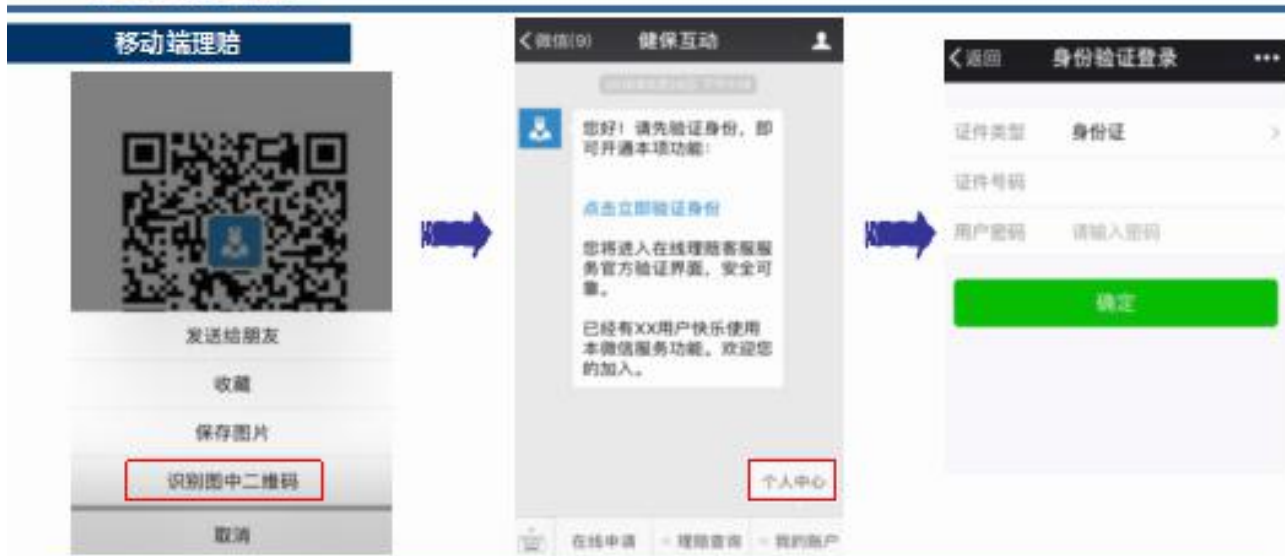 移动端理赔
发送给朋友
收藏
保存图片
识别图中二维码
取消
微信(9)
健保互动
您好！请先验证身份，即
可开通本项功能：
点击立即验证身份
您将进入在线理赔客服服
务官方验证界面，安全可
靠。
已经有XX用户快乐使用
本微信服务功能，欢迎您
的加入。
个人中心
在线申请
理赔查询
我的账户
返回
身份验证登录
证件类型
身份证
证件号码
用户密码
请输入密码
确定